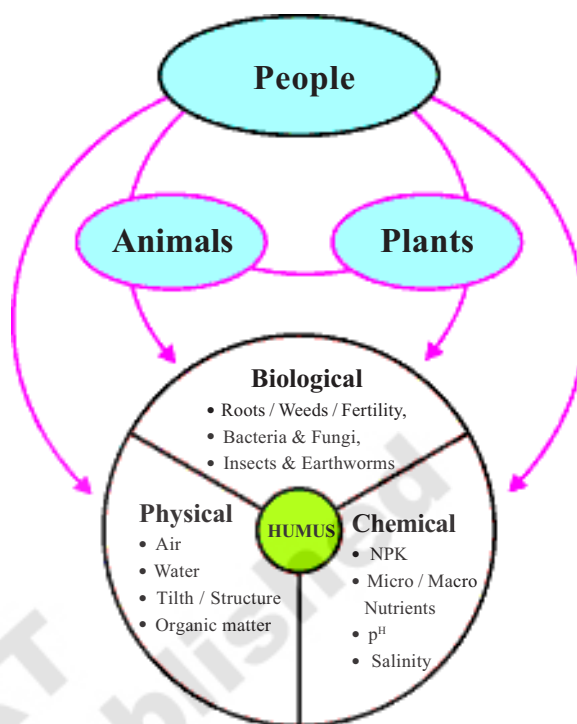 People
Animals
Plants
Biological
• Roots / Weeds / Fertility,
• Bacteria & Fungi,
• Insects & Earthworms
Physical
• Air
• Water
• Tilth / Structure
• Organic matter
HUMUS
Chemical
• NPK
• Micro / Macro
Nutrients
• pᴴ
• Salinity